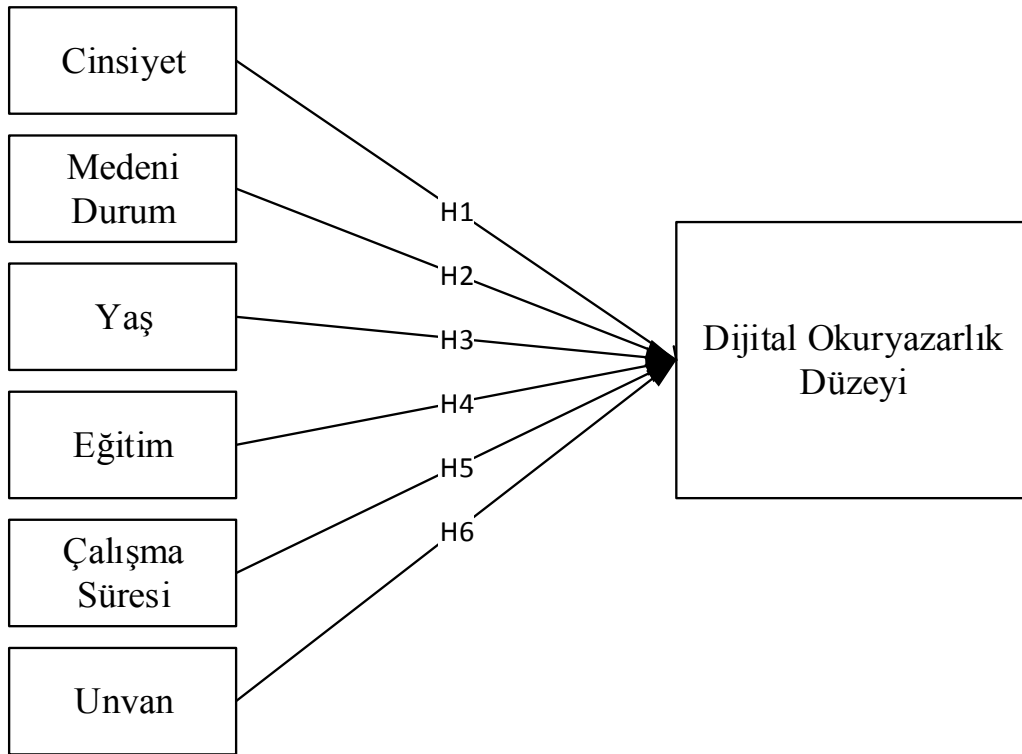 Cinsiyet
Medeni
Durum
Yaş
Eğitim
Çalışma
Süresi
Unvan
H1
H2
H3
H4
H5
H6
Dijital Okuryazarlık
Düzeyi